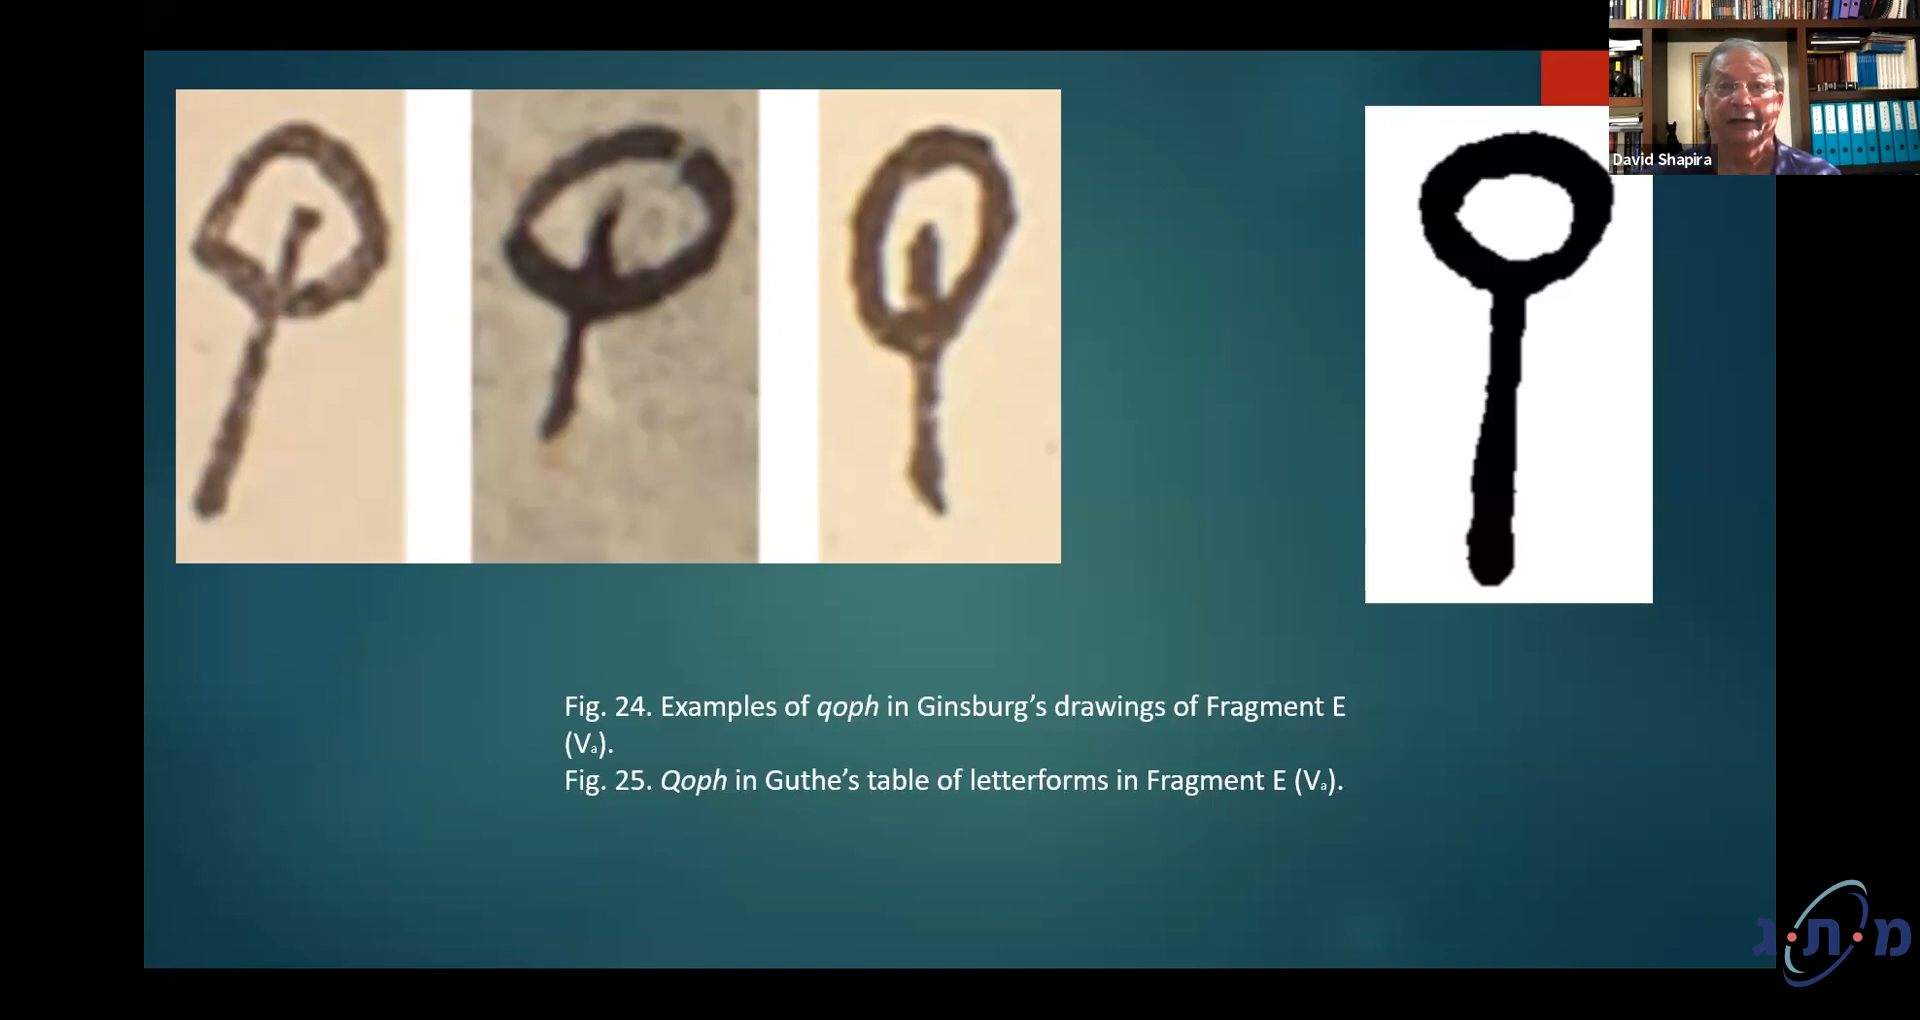 David Shapira
Fig. 24. Examples of qoph in Ginsburg’s drawings of Fragment E
(Vₐ).
Fig. 25. Qoph in Guthe’s table of letterforms in Fragment E (Vₐ).
מ.ת.ג